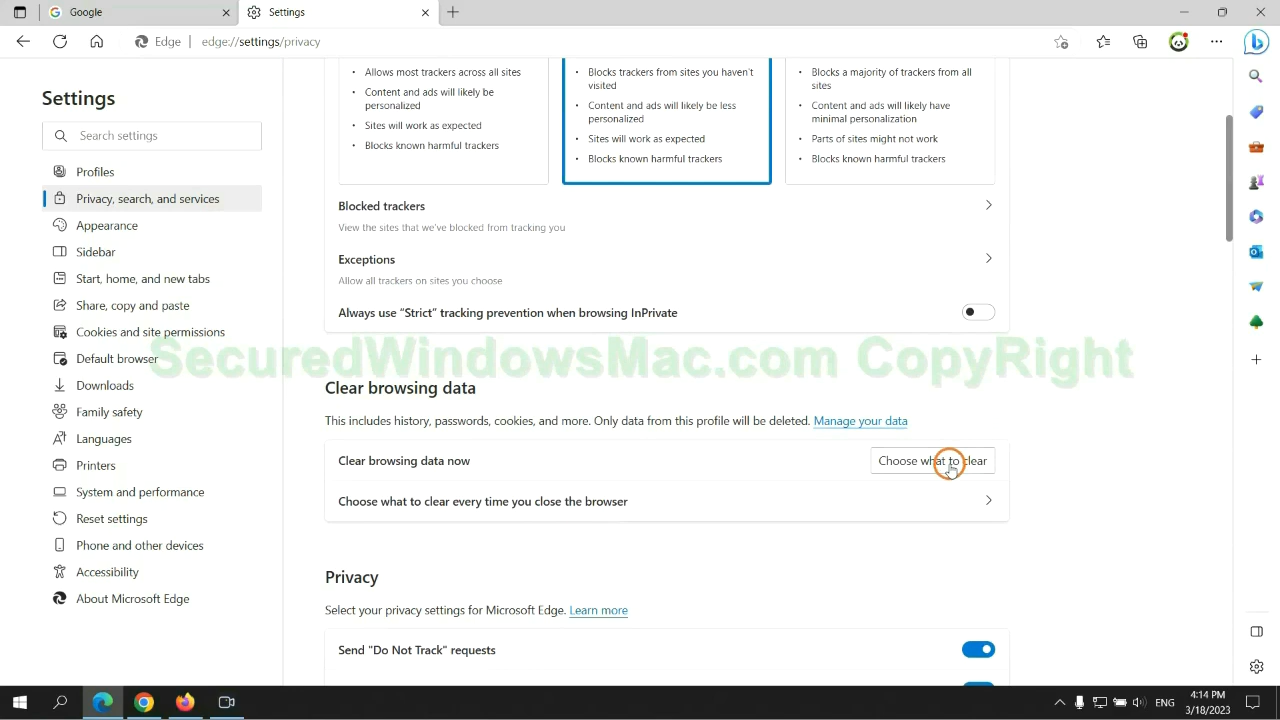 Google
Settings
Edge
edge://settings/privacy
Settings
Search settings
Profiles
Privacy, search, and services
Appearance
Sidebar
Start, home, and new tabs
Share, copy and paste
Cookies and site permissions
Default browser
Downloads
Family safety
Languages
Printers
System and performance
Reset settings
Phone and other devices
Accessibility
About Microsoft Edge
Allows most trackers across all sites
Content and ads will likely be
personalized
Sites will work as expected
Blocks known harmful trackers
Blocks trackers from sites you haven't
visited
Content and ads will likely be less
personalized
Sites will work as expected
Blocks known harmful trackers
Blocks a majority of trackers from all
sites
Content and ads will likely have
minimal personalization
Parts of sites might not work
Blocks known harmful trackers
Blocked trackers
View the sites that we've blocked from tracking you
Exceptions
Allow all trackers on sites you choose
Always use “Strict” tracking prevention when browsing InPrivate
SecuredWindowsMac.com CopyRight
Clear browsing data
This includes history, passwords, cookies, and more. Only data from this profile will be deleted. Manage your data
Clear browsing data now
Choose what to clear
Choose what to clear every time you close the browser
Privacy
Select your privacy settings for Microsoft Edge. Learn more
Send "Do Not Track" requests
ENG
4:14 PM
3/18/2023